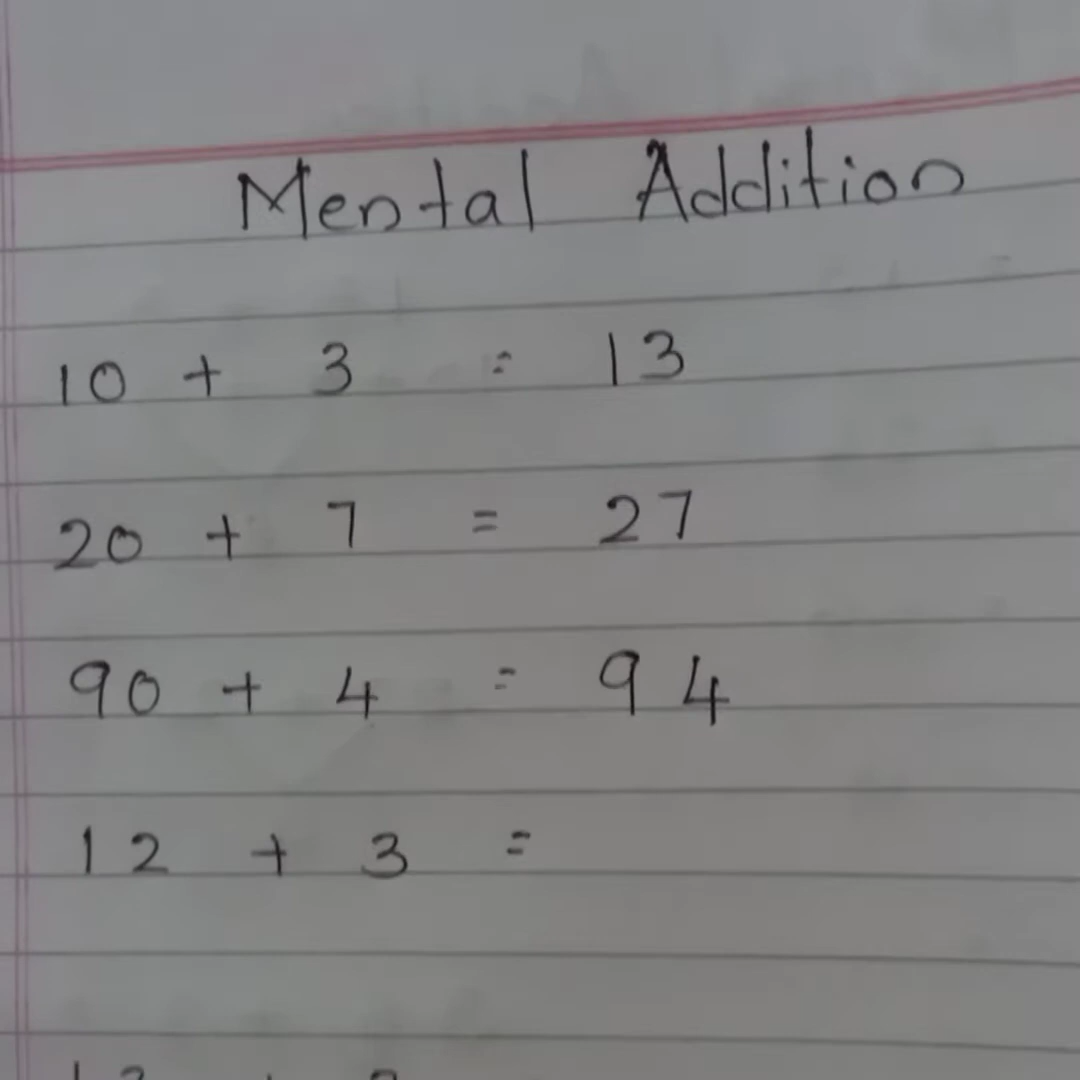 Mental Addition
10 + 3 = 13
20 + 7 = 27
90 + 4 = 94
12 + 3 =